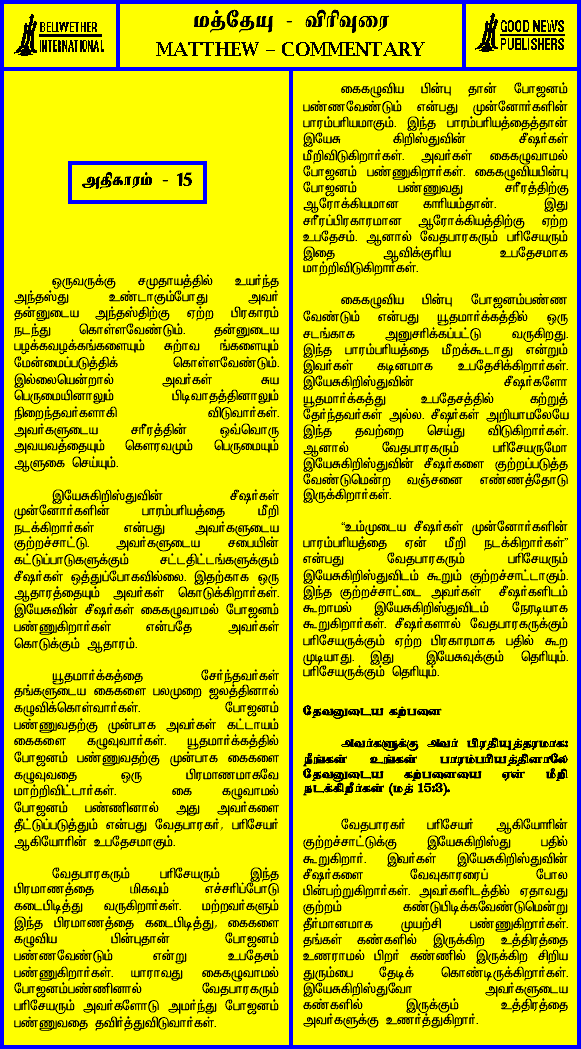 BELIWETHER
INTERNATIONAL
மத்தேயு - விரிவுரை
MATTHEW – COMMENTARY
GOOD NEWS
PUBLISHERS
அதிகாரம் - 15
ஒருவருக்கு சமுதாயத்தில் உயர்ந்த
அந்தஸ்து உண்டாகும்போது அவர்
தன்னுடைய அந்தஸ்திற்கு ஏற்ற பிரகாரம்
நடந்து கொள்ளவேண்டும். தன்னுடைய
பழக்கவழக்கங்களையும் சுற்றாவ ங்களையும்
மேன்மைப்படுத்திக் கொள்ளவேண்டும்.
இல்லையென்றால் அவர்கள் சுய
பெருமையினாலும் பிடிவாதத்தினாலும்
நிறைந்தவர்களாகி விடுவார்கள்.
அவர்களுடைய சரீரத்தின் ஒவ்வொரு
அவயவத்தையும் கௌரவமும் பெருமையும்
ஆளுகை செய்யும்.
இயேசுகிறிஸ்துவின் சீஷர்கள்
முன்னோர்களின் பாரம்பரியத்தை மீறி
நடக்கிறார்கள் என்பது அவர்களுடைய
குற்றச்சாட்டு. அவர்களுடைய சபையின்
கட்டுப்பாடுகளுக்கும் சட்டதிட்டங்களுக்கும்
சீஷர்கள் ஒத்துப்போகவில்லை. இதற்காக ஒரு
ஆதாரத்தையும் அவர்கள் கொடுக்கிறார்கள்.
இயேசுவின் சீஷர்கள் கைகழுவாமல் போஜனம்
பண்ணுகிறார்கள் என்பதே அவர்கள்
கொடுக்கும் ஆதாரம்.
யூதமார்க்கத்தை சேர்ந்தவர்கள்
தங்களுடைய கைகளை பலமுறை ஜலத்தினால்
கழுவிக்கொள்வார்கள். போஜனம்
பண்ணுவதற்கு முன்பாக அவர்கள் கட்டாயம்
கைகளை கழுவுவார்கள். யூதமார்க்கத்தில்
போஜனம் பண்ணுவதற்கு முன்பாக கைகளை
கழுவுவதை ஒரு பிரமாணமாகவே
மாற்றிவிட்டார்கள். கை கழுவாமல்
போஜனம் பண்ணினால் அது அவர்களை
தீட்டுப்படுத்தும் என்பது வேதபாரகர், பரிசேயர்
ஆகியோரின் உபதேசமாகும்.
வேதபாரகரும் பரிசேயரும் இந்த
பிரமாணத்தை மிகவும் எச்சரிப்போடு
கடைபிடித்து வருகிறார்கள். மற்றவர்களும்
இந்த பிரமாணத்தை கடைபிடித்து, கைகளை
கழுவிய பின்புதான் போஜனம்
பண்ணவேண்டும் என்று உபதேசம்
பண்ணுகிறார்கள். யாராவது கைகழுவாமல்
போஜனம்பண்ணினால் வேதபாரகரும்
பரிசேயரும் அவர்களோடு அமர்ந்து போஜனம்
பண்ணுவதை தவிர்த்துவிடுவார்கள்.
கைகழுவிய பின்பு தான் போஜனம்
பண்ணவேண்டும் என்பது முன்னோர்களின்
பாரம்பரியமாகும். இந்த பாரம்பரியத்தைத்தான்
இயேசு கிறிஸ்துவின் சீஷர்கள்
மீறிவிடுகிறார்கள். அவர்கள் கைகழுவாமல்
போஜனம் பண்ணுகிறார்கள். கைகழுவியபின்பு
போஜனம் பண்ணுவது சரீரத்திற்கு
ஆரோக்கியமான காரியம்தான். இது
சரீரப்பிரகாரமான ஆரோக்கியத்திற்கு ஏற்ற
உபதேசம். ஆனால் வேதபாரகரும் பரிசேயரும்
இதை ஆவிக்குரிய உபதேசமாக
மாற்றிவிடுகிறார்கள்.
கைகழுவிய பின்பு போஜனம்பண்ண
வேண்டும் என்பது யூதமார்க்கத்தில் ஒரு
சடங்காக அனுசரிக்கப்பட்டு வருகிறது.
இந்த பாரம்பரியத்தை மீறக்கூடாது என்றும்
இவர்கள் கடினமாக உபதேசிக்கிறார்கள்.
இயேசுகிறிஸ்துவின் சீஷர்களோ
யூதமார்க்கத்து உபதேசத்தில் கற்றுத்
தேர்ந்தவர்கள் அல்ல. சீஷர்கள் அறியாமலேயே
இந்த தவற்றை செய்து விடுகிறார்கள்.
ஆனால் வேதபாரகரும் பரிசேயருமோ
இயேசுகிறிஸ்துவின் சீஷர்களை குற்றப்படுத்த
வேண்டுமென்ற வஞ்சனை எண்ணத்தோடு
இருக்கிறார்கள்.
“உம்முடைய சீஷர்கள் முன்னோர்களின்
பாரம்பரியத்தை ஏன் மீறி நடக்கிறார்கள்”
என்பது வேதபாரகரும் பரிசேயரும்
இயேசுகிறிஸ்துவிடம் கூறும் குற்றச்சாட்டாகும்.
இந்த குற்றச்சாட்டை அவர்கள் சீஷர்களிடம்
கூறாமல் இயேசுகிறிஸ்துவிடம் நேரடியாக
கூறுகிறார்கள். சீஷர்களால் வேதபாரகருக்கும்
பரிசேயருக்கும் ஏற்ற பிரகாரமாக பதில் கூற
முடியாது. இது இயேசுவுக்கும் தெரியும்.
பரிசேயருக்கும் தெரியும்.
தேவனுடைய கற்பனை
அவர்களுக்கு அவர் பிரதியுத்தரமாக:
நீங்கள் உங்கள் பாரம்பரியத்தினாலே
தேவனுடைய கற்பனையை ஏன் மீறி
நடக்கிறீர்கள் (மத் 15:3).
வேதபாரகர் பரிசேயர் ஆகியோரின்
குற்றச்சாட்டுக்கு இயேசுகிறிஸ்து பதில்
கூறுகிறார். இவர்கள் இயேசுகிறிஸ்துவின்
சீஷர்களை வேவுகாரரைப் போல
பின்பற்றுகிறார்கள். அவர்களிடத்தில் ஏதாவது
குற்றம் கண்டுபிடிக்கவேண்டுமென்று
தீர்மானமாக முயற்சி பண்ணுகிறார்கள்.
தங்கள் கண்களில் இருக்கிற உத்திரத்தை
உணராமல் பிறர் கண்ணில் இருக்கிற சிறிய
துரும்பை தேடிக் கொண்டிருக்கிறார்கள்.
இயேசுகிறிஸ்துவோ அவர்களுடைய
கண்களில் இருக்கும் உத்திரத்தை
அவர்களுக்கு உணர்த்துகிறார்.